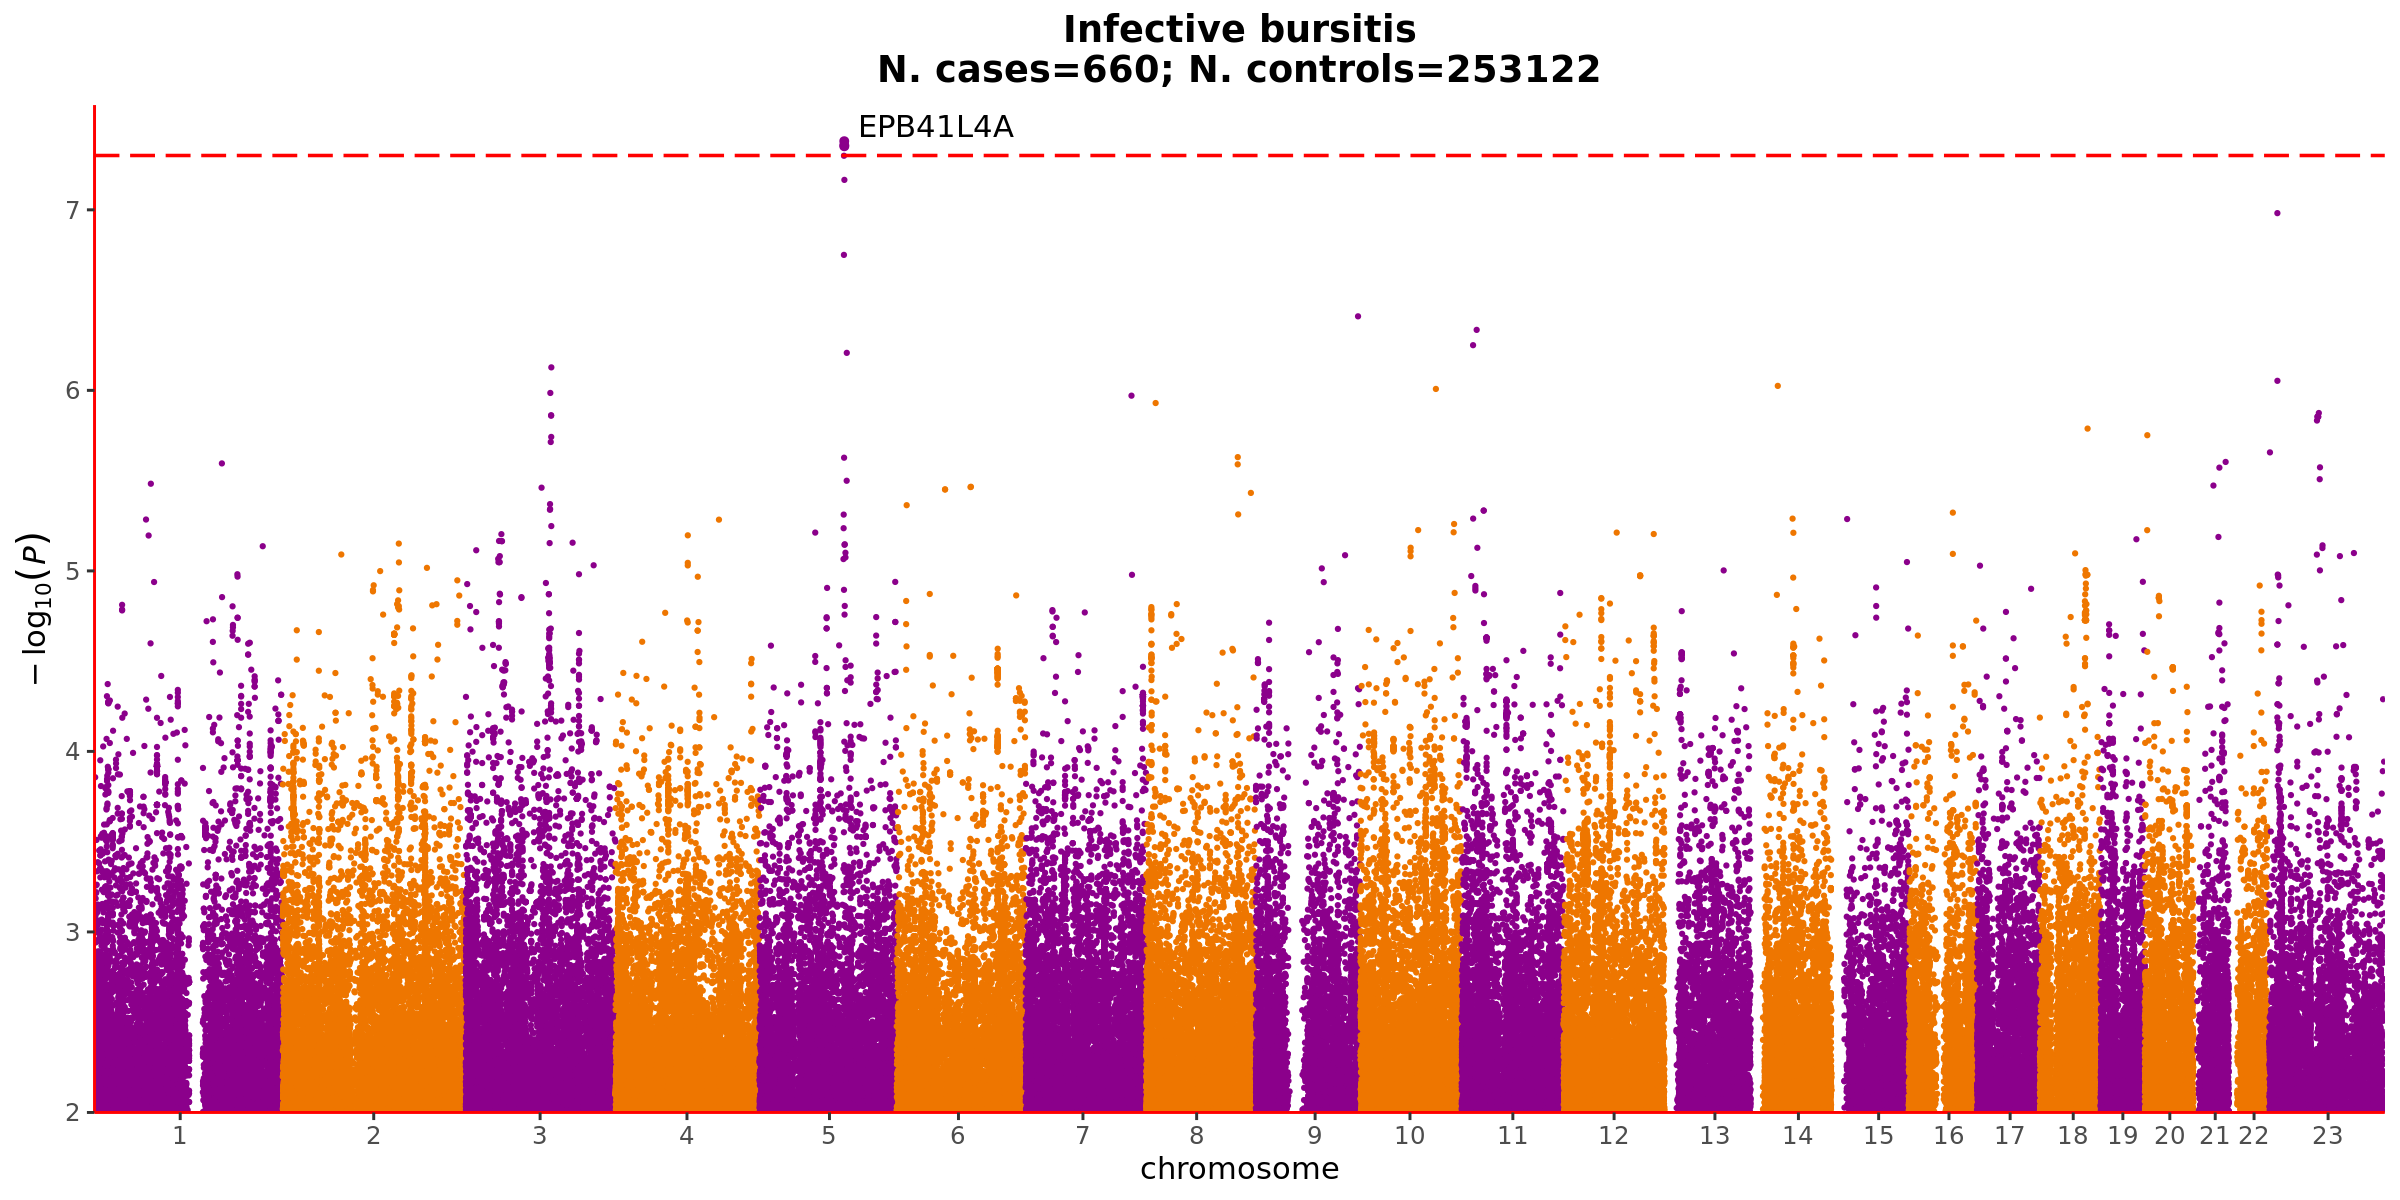 Infective bursitis
N. cases=660; N. controls=253122
EPB41L4A
7
6
5
4
3
2
−log₁₀(P)
1 2 3 4 5 6 7 8 9 10 11 12 13 14 15 16 17 18 19 20 21 22 23
chromosome